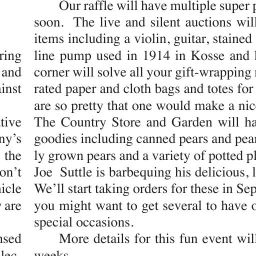 ring
and
inst
tive
ny's
the
on't
icle
are
nsed
Our raffle will have multiple super p
soon. The live and silent auctions will
items including a violin, guitar, stained
line pump used in 1914 in Kosse and
corner will solve all your gift-wrapping
rated paper and cloth bags and totes for
are so pretty that one would make a nic
The Country Store and Garden will ha
goodies including canned pears and pear
ly grown pears and a variety of potted pl
Joe Suttle is barbequing his delicious, l
We'll start taking orders for these in Sep
you might want to get several to have o
special occasions.
More details for this fun event will
weeks